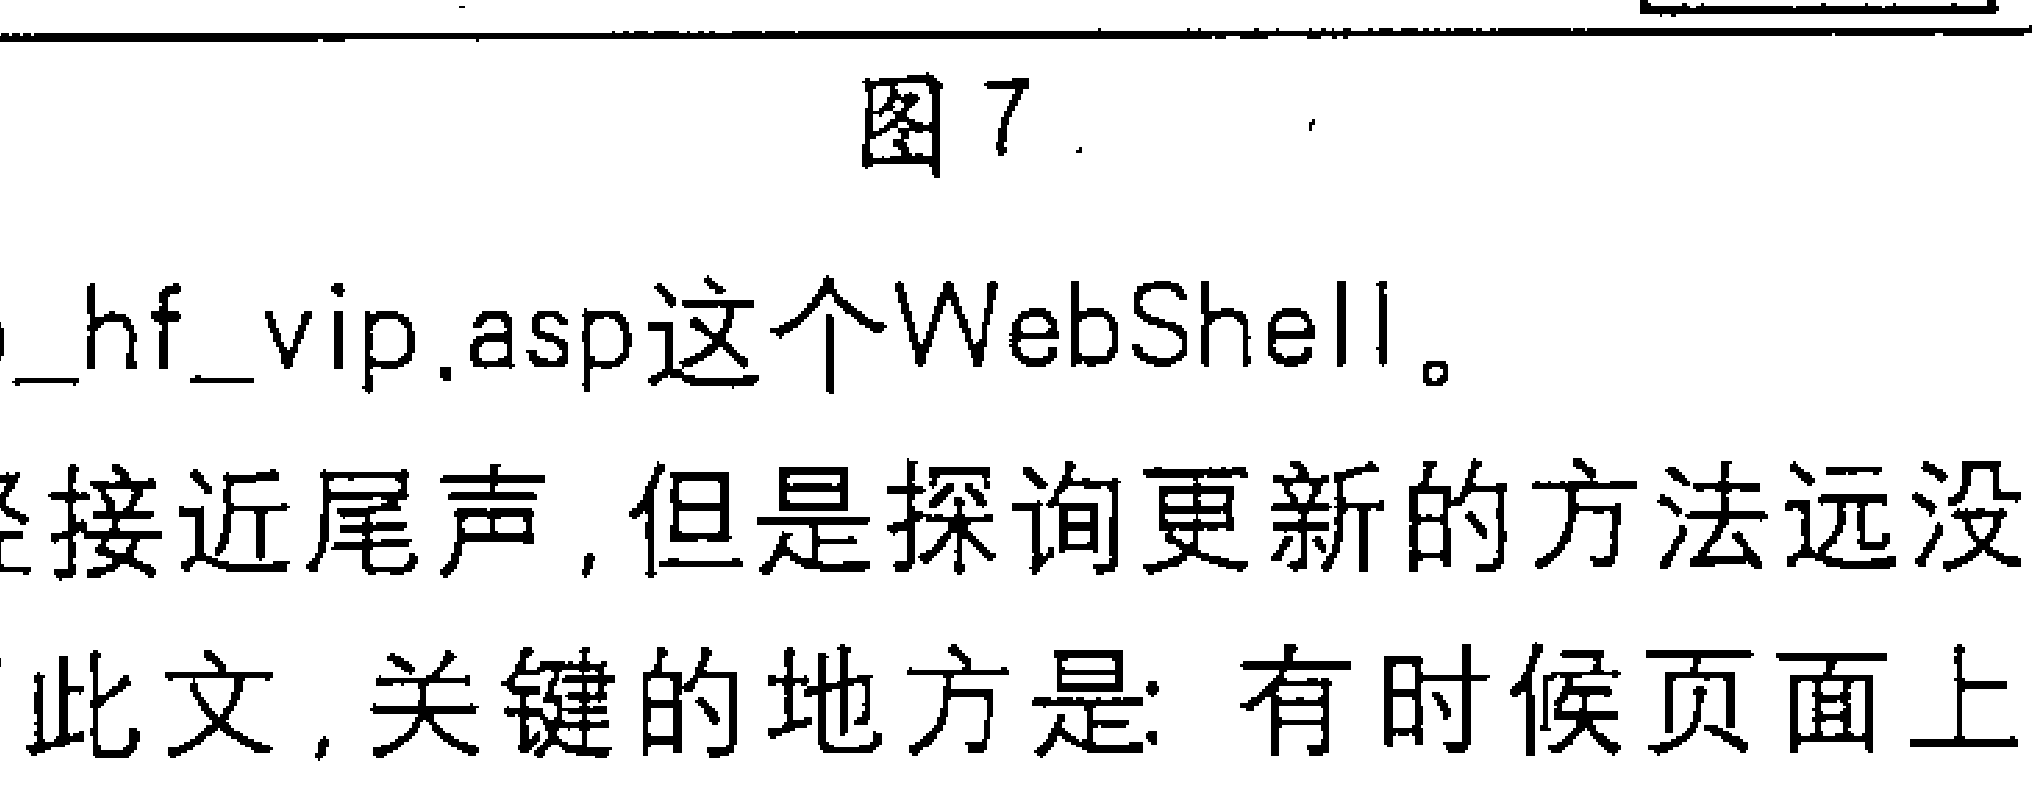 图 7
_hf_vip.asp这个WebShell。
接近尾声,但是探询更新的方法远没
此文,关键的地方是: 有时候页面上